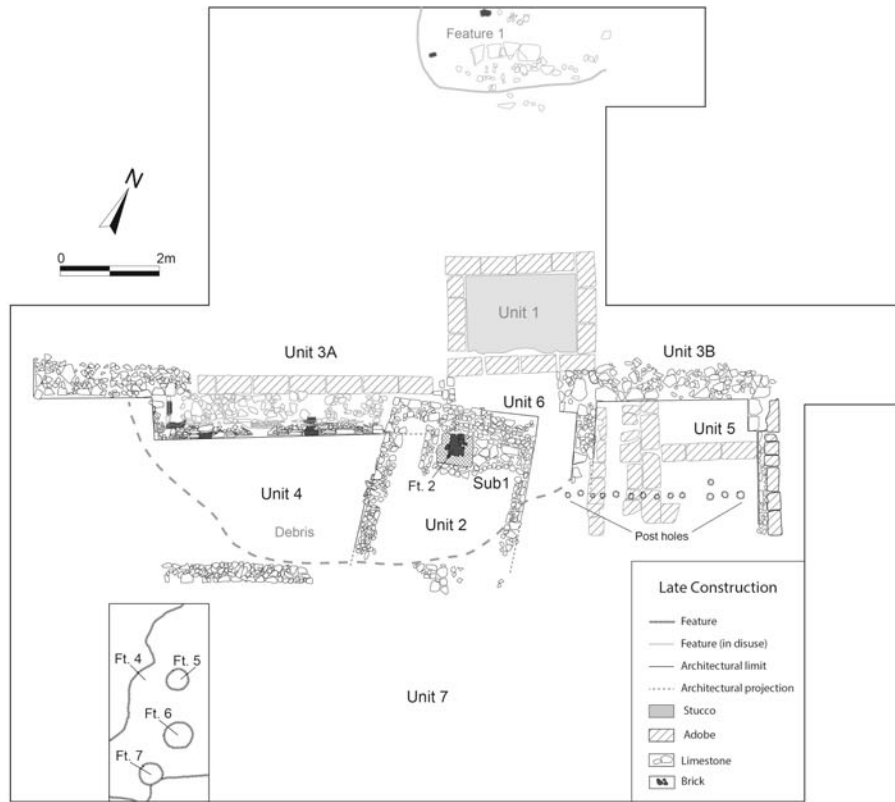 Feature 1
N
0 2m
Unit 1
Unit 3A
Unit 3B
Unit 6
Unit 5
Ft. 2
Sub1
Unit 4
Unit 2
Debris
Post holes
Ft. 4
Ft. 5
Ft. 6
Ft. 7
Unit 7
Late Construction
Feature
Feature (in disuse)
Architectural limit
Architectural projection
Stucco
Adobe
Limestone
Brick